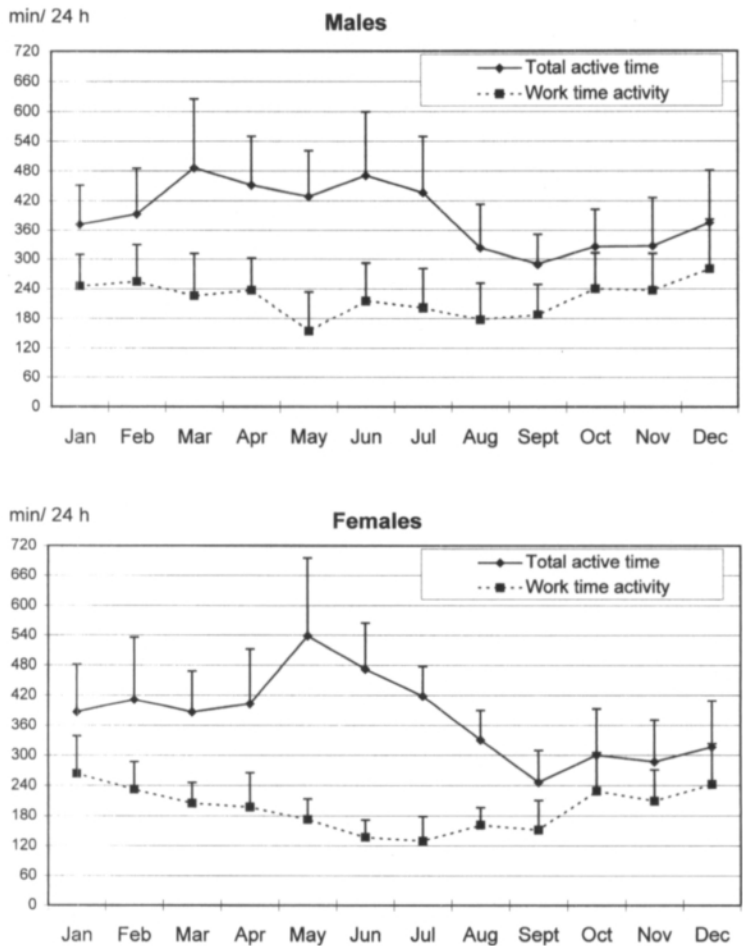 min/ 24 h
Males
720
660
600
540
480
420
360
300
240
180
120
60
0
Total active time
Work time activity
Jan Feb Mar Apr May Jun Jul Aug Sept Oct Nov Dec
min/ 24 h
Females
720
660
600
540
480
420
360
300
240
180
120
60
0
Total active time
Work time activity
Jan Feb Mar Apr May Jun Jul Aug Sept Oct Nov Dec